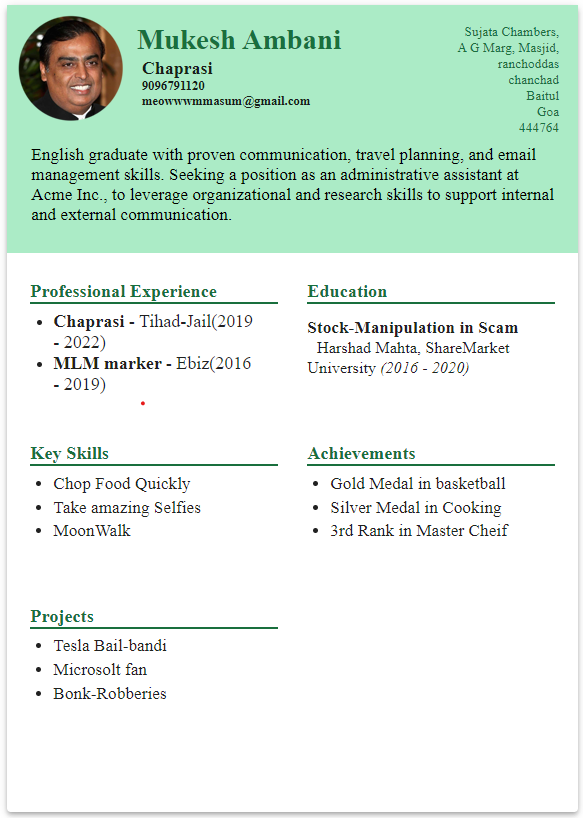 Mukesh Ambani
Chaprasi
9096791120
meowwwmmasum@gmail.com
Sujata Chambers,
A G Marg, Masjid,
ranchoddas
chanchad
Baitul
Goa
444764
English graduate with proven communication, travel planning, and email
management skills. Seeking a position as an administrative assistant at
Acme Inc., to leverage organizational and research skills to support internal
and external communication.
Professional Experience
• Chaprasi - Tihad-Jail(2019
- 2022)
• MLM marker - Ebiz(2016
- 2019)
Education
Stock-Manipulation in Scam
Harshad Mahta, ShareMarket
University (2016 - 2020)
Key Skills
• Chop Food Quickly
• Take amazing Selfies
• MoonWalk
Achievements
• Gold Medal in basketball
• Silver Medal in Cooking
• 3rd Rank in Master Cheif
Projects
• Tesla Bail-bandi
• Microsolt fan
• Bonk-Robberies